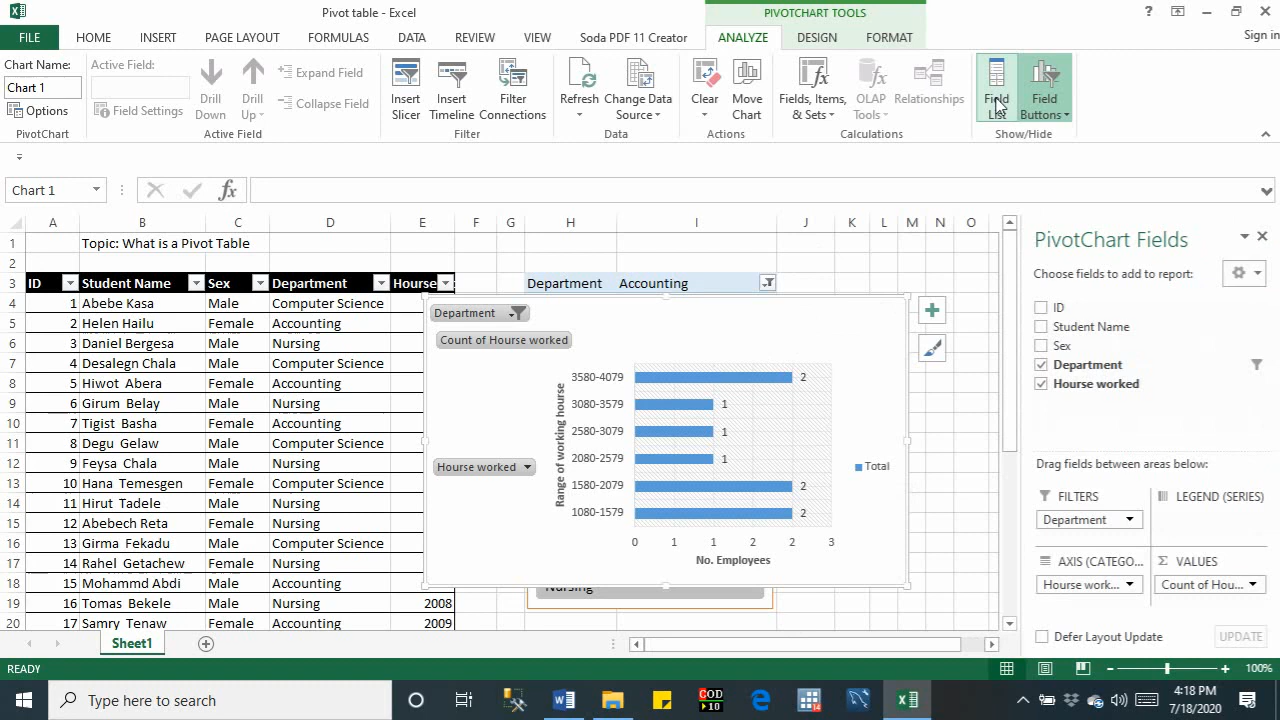 Pivot table - Excel
PIVOTCHART TOOLS
?
FILE
HOME
INSERT
PAGE LAYOUT
FORMULAS
DATA
REVIEW
VIEW
Soda PDF 11 Creator
ANALYZE
DESIGN
FORMAT
Sign in
Chart Name:
Chart 1
Options
PivotChart
Active Field:
Field Settings
Drill Down
Drill Up
Expand Field
Collapse Field
Active Field
Insert Slicer
Insert Timeline
Filter Connections
Filter
Refresh
Change Data Source
Data
Clear
Move Chart
Actions
Fields, Items, & Sets
OLAP Tools
Relationships
Calculations
Field List
Field Buttons
Show/Hide
Chart 1
fx
A B C D E F G H I J K L M N O
1 Topic: What is a Pivot Table
2
3 ID Student Name Sex Department Hourse
Department Accounting
4 1 Abebe Kasa Male Computer Science
5 2 Helen Hailu Female Accounting
6 3 Daniel Bergesa Male Nursing
7 4 Desalegn Chala Male Computer Science
8 5 Hiwot Abera Female Accounting
9 6 Girum Belay Male Nursing
10 7 Tigist Basha Female Accounting
11 8 Degu Gelaw Male Computer Science
12 9 Feysa Chala Male Nursing
13 10 Hana Temesgen Female Computer Science
14 11 Hirut Tadele Male Nursing
15 12 Abebech Reta Female Nursing
16 13 Girma Fekadu Male Computer Science
17 14 Rahel Getachew Female Nursing
18 15 Mohammd Abdi Male Accounting
19 16 Tomas Bekele Male Nursing 2008
20 17 Samry Tenaw Female Accounting 2009
Department
Count of Hourse worked
Hourse worked
Range of working hourse
3580-4079 2
3080-3579 1
2580-3079 1
2080-2579 1
1580-2079 2
1080-1579 2
0 1 1 2 2 3
No. Employees
Total
Nursing
PivotChart Fields
Choose fields to add to report:
ID
Student Name
Sex
Department
Hourse worked
Drag fields between areas below:
FILTERS
Department
LEGEND (SERIES)
AXIS (CATEGO...
Hourse work...
VALUES
Count of Hou...
Defer Layout Update
UPDATE
Sheet1
READY
100%
Type here to search
GOD
10
14
4:18 PM
7/18/2020